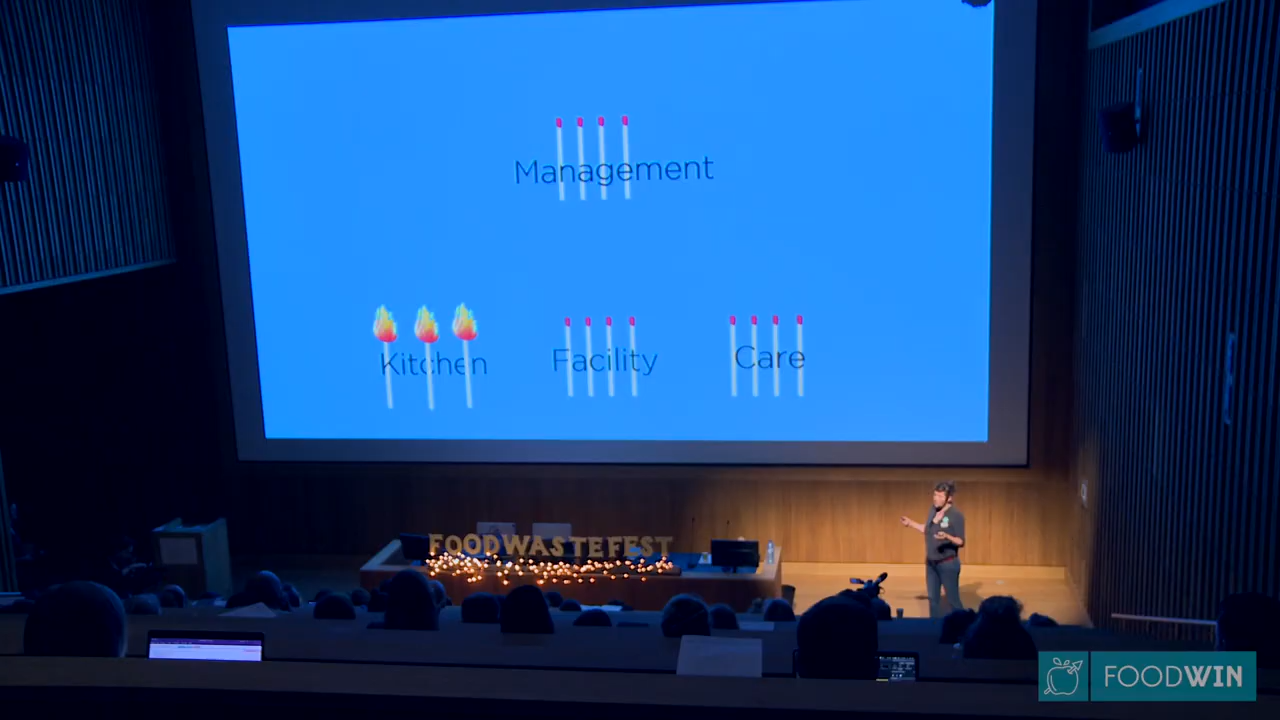 Management
Kitchen
Facility
Care
FOODWASTEFEST
FOODWIN